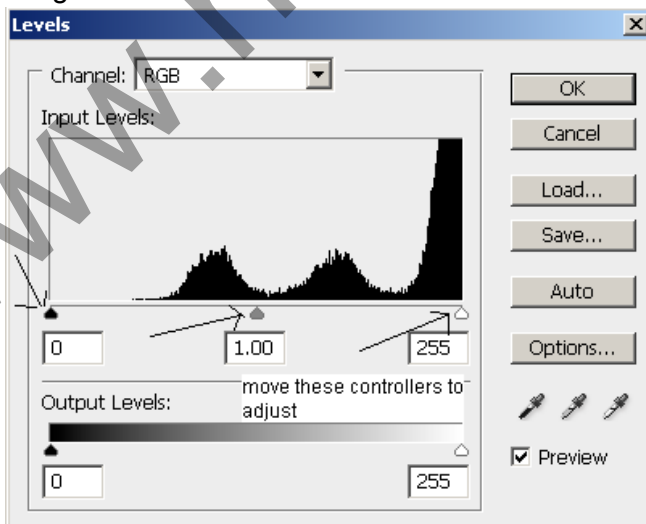 Levels
Channel: RGB
OK
Input Levels:
Cancel
Load...
Save...
Auto
0 1.00 255
Options...
move these controllers to
adjust
Output Levels:
Preview
0 255